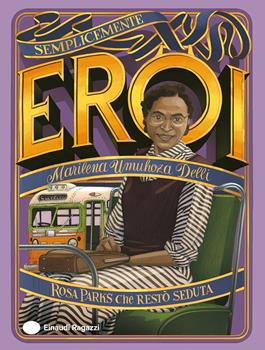 SEMPLICEMENTE
EROI
Marilena Umuhoza Delli
ROSA PARKS CHE RESTÒ SEDUTA
Einaudi Ragazzi